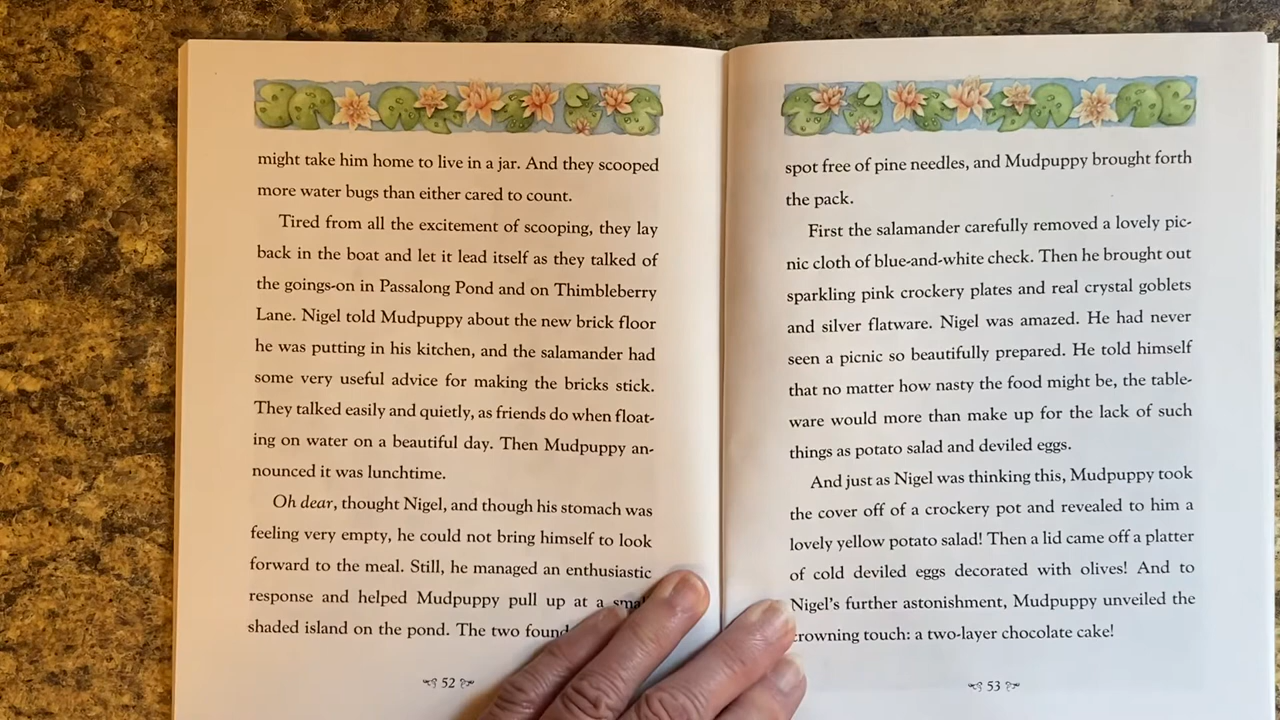 might take him home to live in a jar. And they scooped
more water bugs than either cared to count.
Tired from all the excitement of scooping, they lay
back in the boat and let it lead itself as they talked of
the goings-on in Passalong Pond and on Thimbleberry
Lane. Nigel told Mudpuppy about the new brick floor
he was putting in his kitchen, and the salamander had
some very useful advice for making the bricks stick.
They talked easily and quietly, as friends do when float-
ing on water on a beautiful day. Then Mudpuppy an-
nounced it was lunchtime.
Oh dear, thought Nigel, and though his stomach was
feeling very empty, he could not bring himself to look
forward to the meal. Still, he managed an enthusiastic
response and helped Mudpuppy pull up at a
shaded island on the pond. The two found
52
spot free of pine needles, and Mudpuppy brought forth
the pack.
First the salamander carefully removed a lovely pic-
nic cloth of blue-and-white check. Then he brought out
sparkling pink crockery plates and real crystal goblets
and silver flatware. Nigel was amazed. He had never
seen a picnic so beautifully prepared. He told himself
that no matter how nasty the food might be, the table-
ware would more than make up for the lack of such
things as potato salad and deviled eggs.
And just as Nigel was thinking this, Mudpuppy took
the cover off of a crockery pot and revealed to him a
lovely yellow potato salad! Then a lid came off a platter
of cold deviled eggs decorated with olives! And to
Nigel's further astonishment, Mudpuppy unveiled the
crowning touch: a two-layer chocolate cake!
53